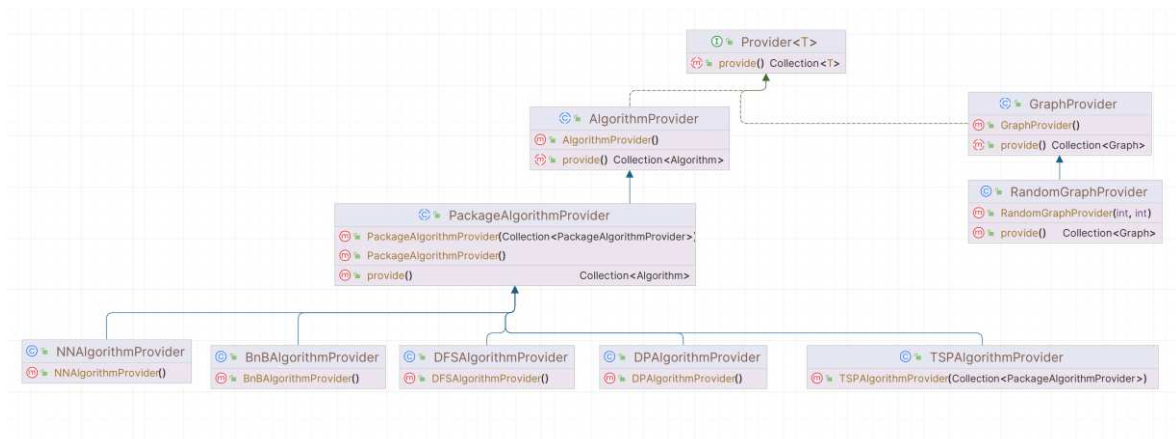 Provider<T>
provide() Collection<T>
AlgorithmProvider
AlgorithmProvider()
provide() Collection<Algorithm>
GraphProvider
GraphProvider()
provide() Collection<Graph>
RandomGraphProvider
RandomGraphProvider(int, int)
provide() Collection<Graph>
PackageAlgorithmProvider
PackageAlgorithmProvider(Collection<PackageAlgorithmProvider>)
PackageAlgorithmProvider()
provide() Collection<Algorithm>
NNAlgorithmProvider
NNAlgorithmProvider()
BnBAlgorithmProvider
BnBAlgorithmProvider()
DFSAlgorithmProvider
DFSAlgorithmProvider()
DPAlgorithmProvider
DPAlgorithmProvider()
TSPAlgorithmProvider
TSPAlgorithmProvider(Collection<PackageAlgorithmProvider>)